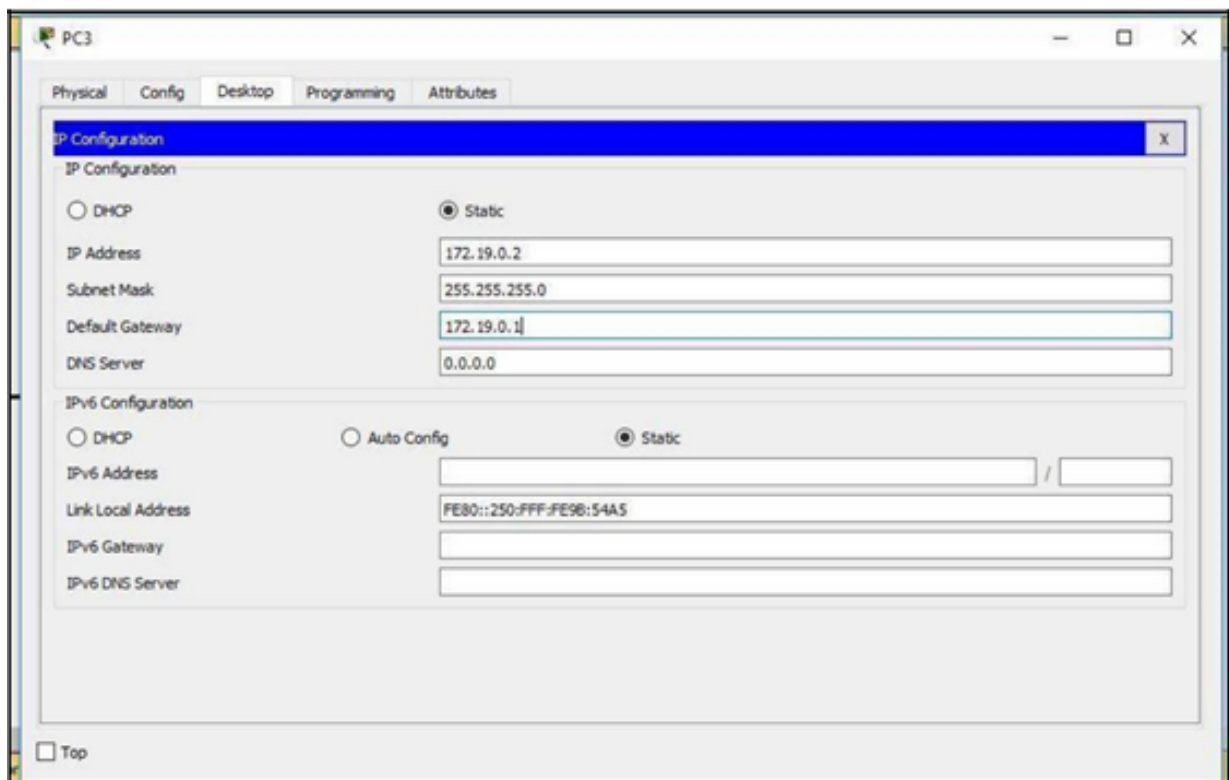 PC3
Physical Config Desktop Programming Attributes
IP Configuration X
IP Configuration
DHCP Static
IP Address 172.19.0.2
Subnet Mask 255.255.255.0
Default Gateway 172.19.0.1
DNS Server 0.0.0.0
IPv6 Configuration
DHCP Auto Config Static
IPv6 Address /
Link Local Address FE80::250:FFF:FE9B:54A5
IPv6 Gateway
IPv6 DNS Server
Top